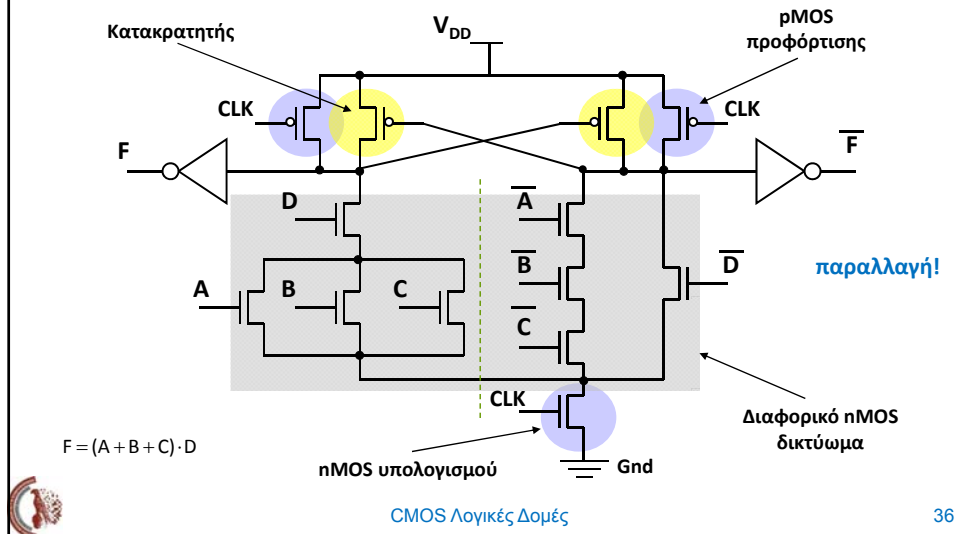 Κατακρατητής
V_DD
pMOS
προφόρτισης
CLK
CLK
F
F̅
D
A̅
A
B
C
B̅
D̅
παραλλαγή!
C̅
CLK
F = (A + B + C) · D
nMOS υπολογισμού
Gnd
Διαφορικό nMOS
δικτύωμα
CMOS Λογικές Δομές
36